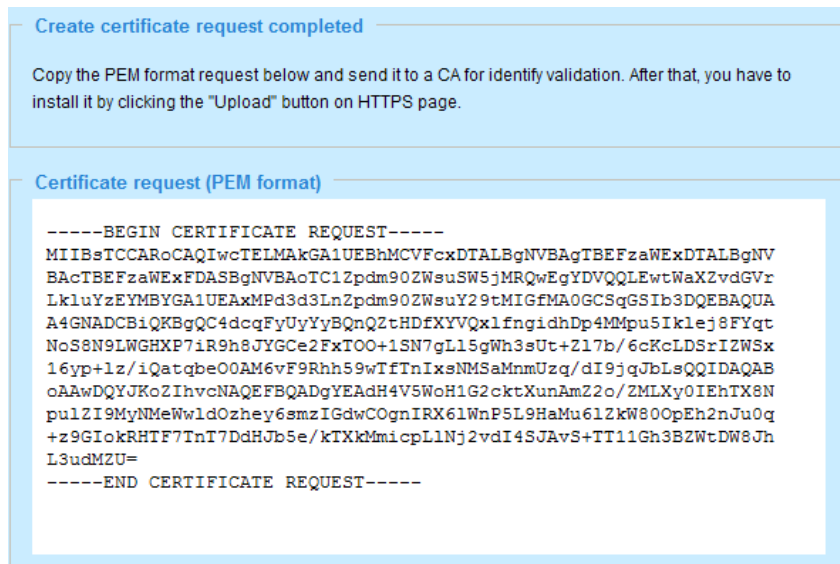 Create certificate request completed
Copy the PEM format request below and send it to a CA for identify validation. After that, you have to
install it by clicking the "Upload" button on HTTPS page.
Certificate request (PEM format)
-----BEGIN CERTIFICATE REQUEST-----
MIIBsTCCARoCAQIwcTELMAkGA1UEBhMCVFcxDTALBgNVBAgTBEFzaWExDTALBgNV
BAcTBEFzaWExFDASBgNVBAoTC1Zpdm90ZWsuSW5jMRQwEgYDVQQLEwtWaXZvdGVr
LkluYzEYMBYGA1UEAxMPd3d3LnZpdm90ZWsuY29tMIGfMA0GCSqGSIb3DQEBAQUA
A4GNADCBiQKBgQC4dcqFyUyYyBQnQZtHDfXYVQxlfngidhDp4MMpu5Iklej8FYqt
NoS8N9LWGHXP7iR9h8JYGCe2FxTOO+1SN7gLl5gWh3sUt+Zl7b/6cKcLDSrIZWSx
16yp+lz/iQatqbeO0AM6vF9Rhh59wTfTnIxsNMSaMnmUzq/dI9jqJbLsQQIDAQAB
oAAwDQYJKoZIhvcNAQEFBQADgYEAdH4V5WoH1G2cktXunAmZ2o/ZMLXy0IEhTX8N
pulZI9MyNMeWwldOzhey6smzIGdwCOgnIRX6lWnP5L9HaMu6lZkW80OpEh2nJu0q
+z9GIokRHTF7TnT7DdHJb5e/kTXkMmicpLlNj2vdI4SJAvS+TT11Gh3BZWtDW8Jh
L3udMZU=
-----END CERTIFICATE REQUEST-----